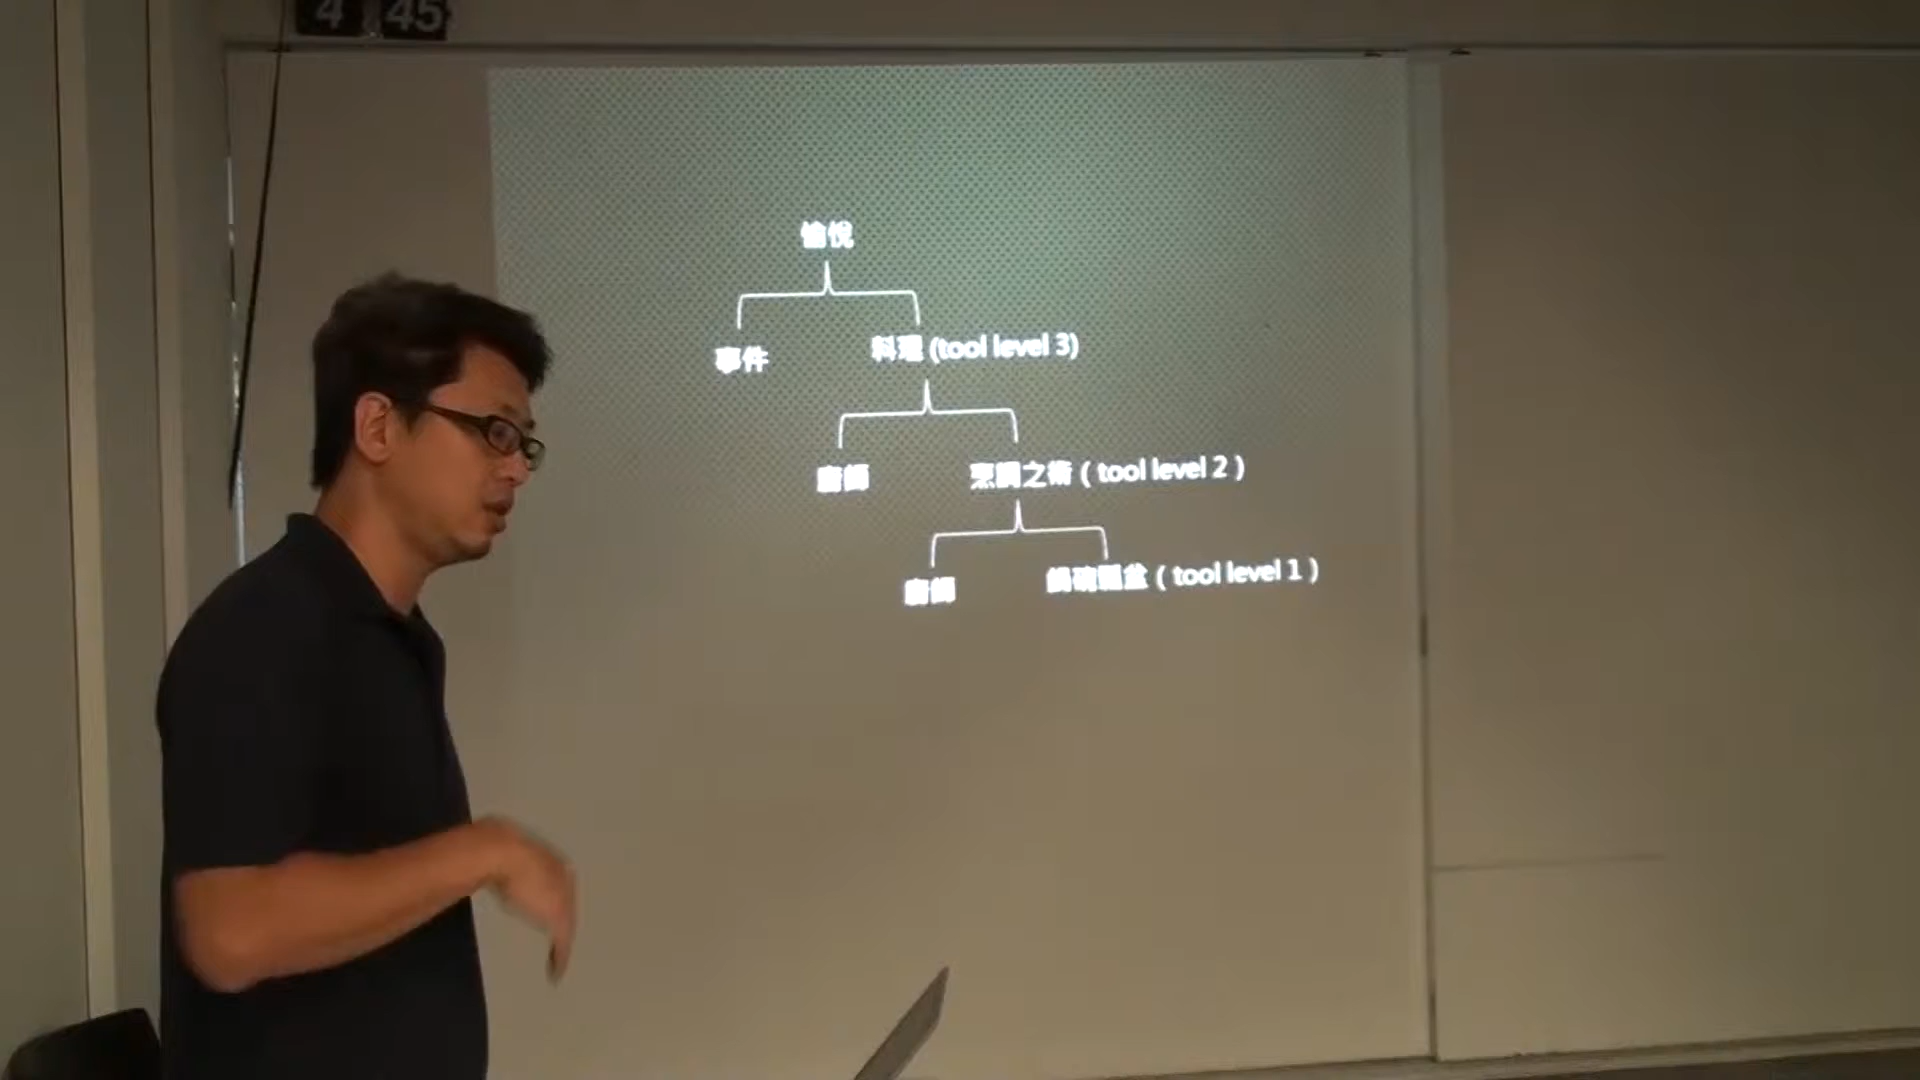 4 45
愉悅
事件
料理 (tool level 3)
廚師
烹調之術 ( tool level 2 )
廚師
鍋碗瓢盆 ( tool level 1 )